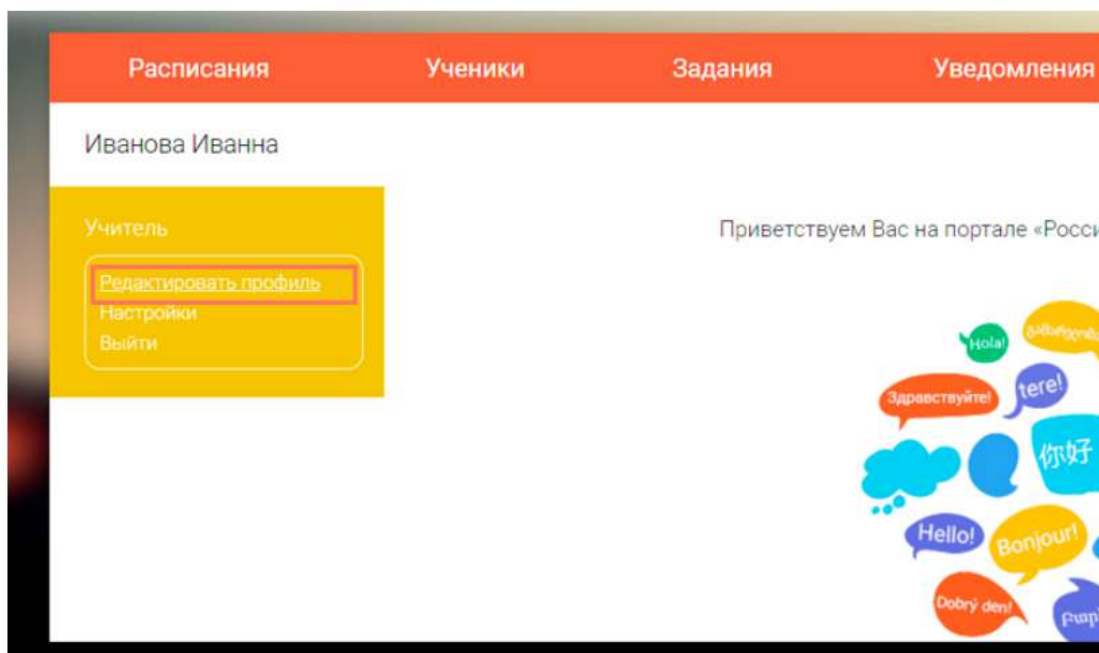 Расписания Ученики Задания Уведомления
Иванова Иванна
Учитель
Редактировать профиль
Настройки
Выйти
Приветствуем Вас на портале «Росси
Hola!
Здравствуйте!
tere!
你好
Hello!
Bonjour!
Dobrý den!